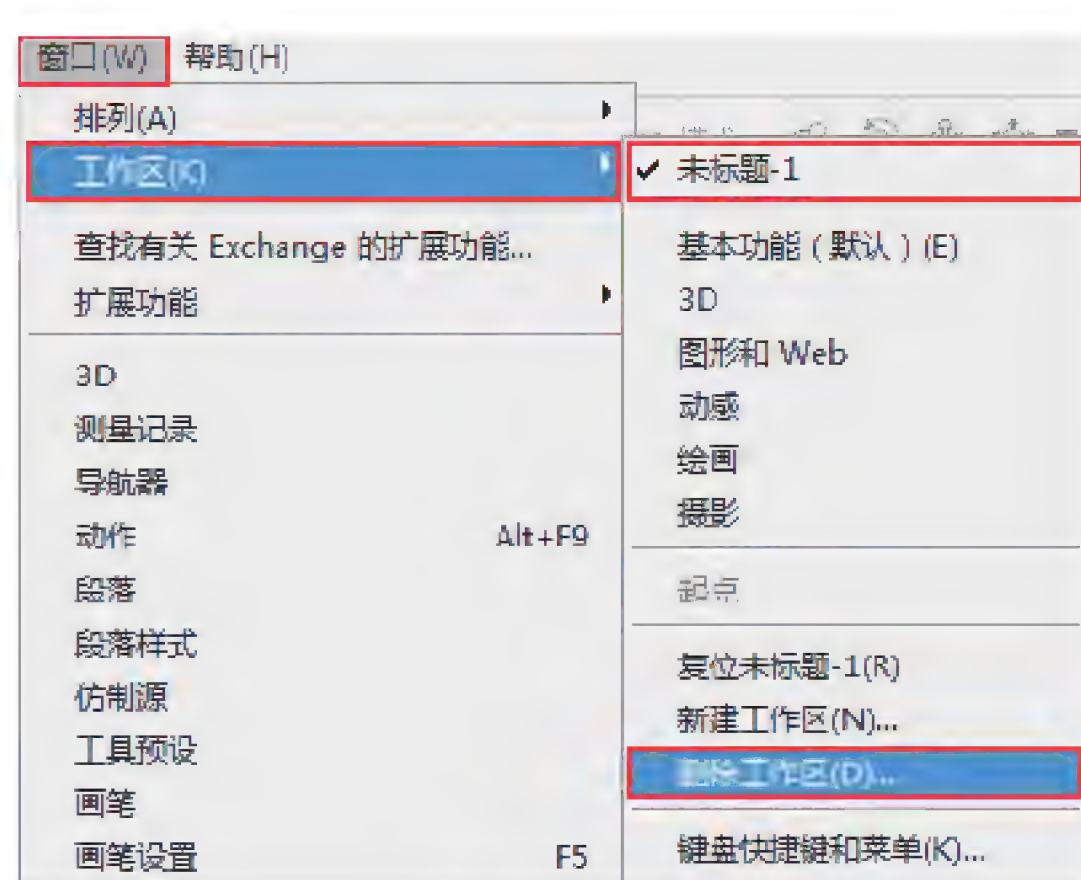 窗口(W) 帮助(H)
排列(A)
工作区(K)
查找有关 Exchange 的扩展功能...
扩展功能
3D
测量记录
导航器
动作 Alt+F9
段落
段落样式
仿制源
工具预设
画笔
画笔设置 F5
未标题-1
基本功能（默认）(E)
3D
图形和 Web
动感
绘画
摄影
起点
复位未标题-1(R)
新建工作区(N)...
删除工作区(D)...
键盘快捷键和菜单(K)...